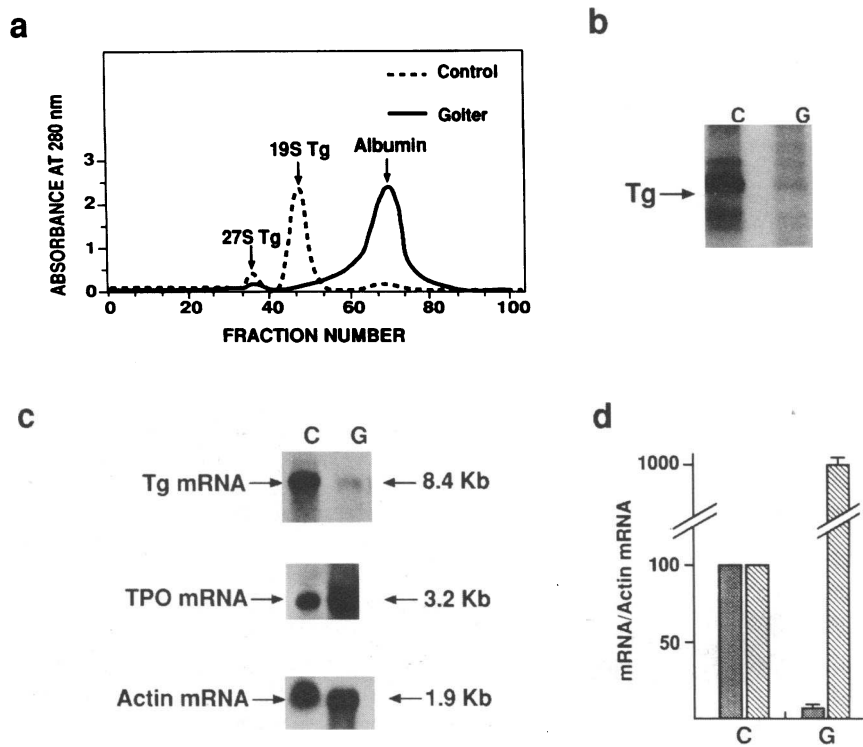 a
Control
Goiter
19S Tg
Albumin
27S Tg
ABSORBANCE AT 280 nm
3
2
1
0
0 20 40 60 80 100
FRACTION NUMBER
b
C G
Tg
c
C G
Tg mRNA 8.4 Kb
TPO mRNA 3.2 Kb
Actin mRNA 1.9 Kb
d
mRNA/Actin mRNA
1000
100
50
C G